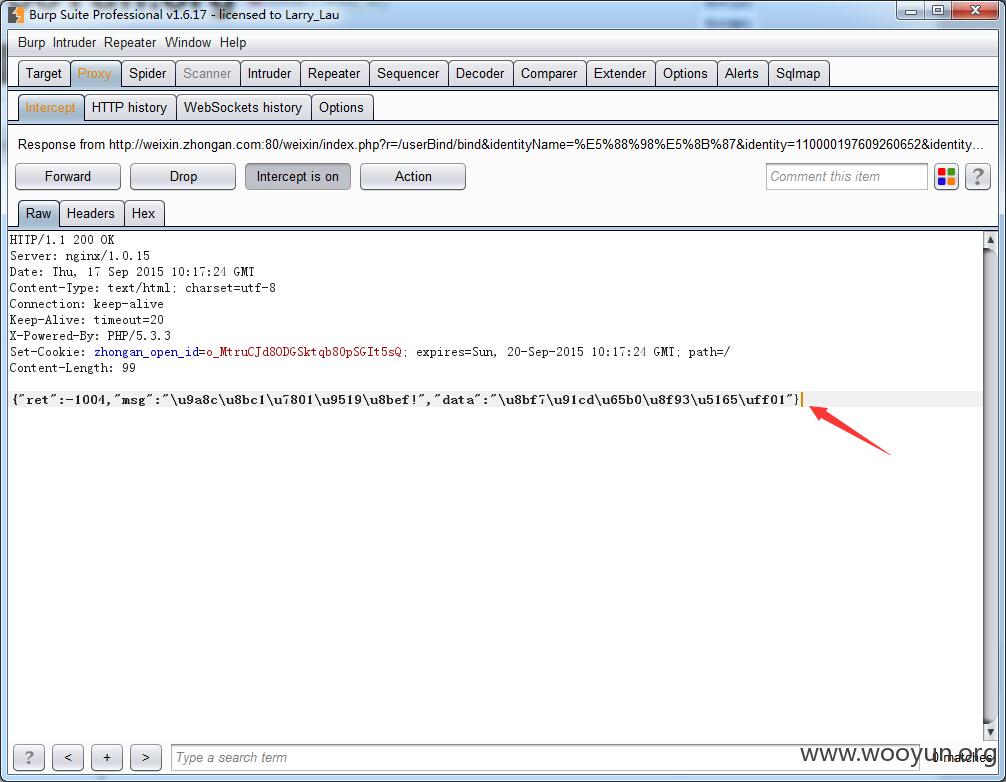 Burp Suite Professional v1.6.17 - licensed to Larry_Lau
Burp Intruder Repeater Window Help
Target Proxy Spider Scanner Intruder Repeater Sequencer Decoder Comparer Extender Options Alerts Sqlmap
Intercept HTTP history WebSockets history Options
Response from http://weixin.zhongan.com:80/weixin/index.php?r=/userBind/bind&identityName=%E5%88%98%E5%8B%87&identity=110000197609260652&identity...
Forward Drop Intercept is on Action Comment this item ?
Raw Headers Hex
HTTP/1.1 200 OK
Server: nginx/1.0.15
Date: Thu, 17 Sep 2015 10:17:24 GMT
Content-Type: text/html; charset=utf-8
Connection: keep-alive
Keep-Alive: timeout=20
X-Powered-By: PHP/5.3.3
Set-Cookie: zhongan_open_id=o_MtruCJd8ODGSktqb80pSGIt5sQ; expires=Sun, 20-Sep-2015 10:17:24 GMT; path=/
Content-Length: 99
{"ret":-1004,"msg":"\u9a8c\u8bc1\u7801\u9519\u8bef!","data":"\u8bf7\u91cd\u65b0\u8f93\u5165\uff01"}
? < + > Type a search term 0 matches
www.wooyun.org